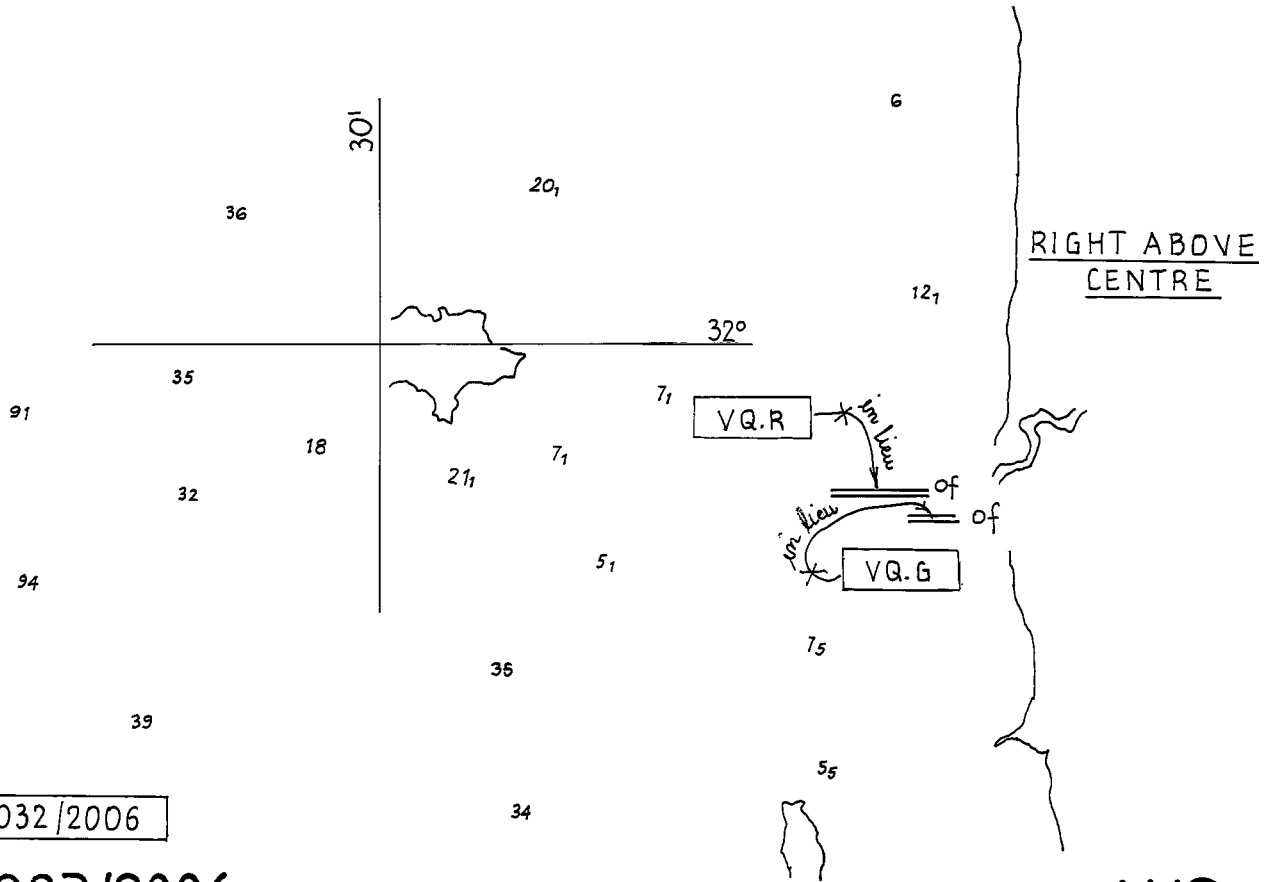 6
30'
20₁
36
RIGHT ABOVE
CENTRE
12₁
32°
35
7₁
91
VQ.R
in lieu
18
7₁
21₁
32
of
in lieu
of
5₁
94
VQ.G
7₅
35
39
5₅
032/2006
34